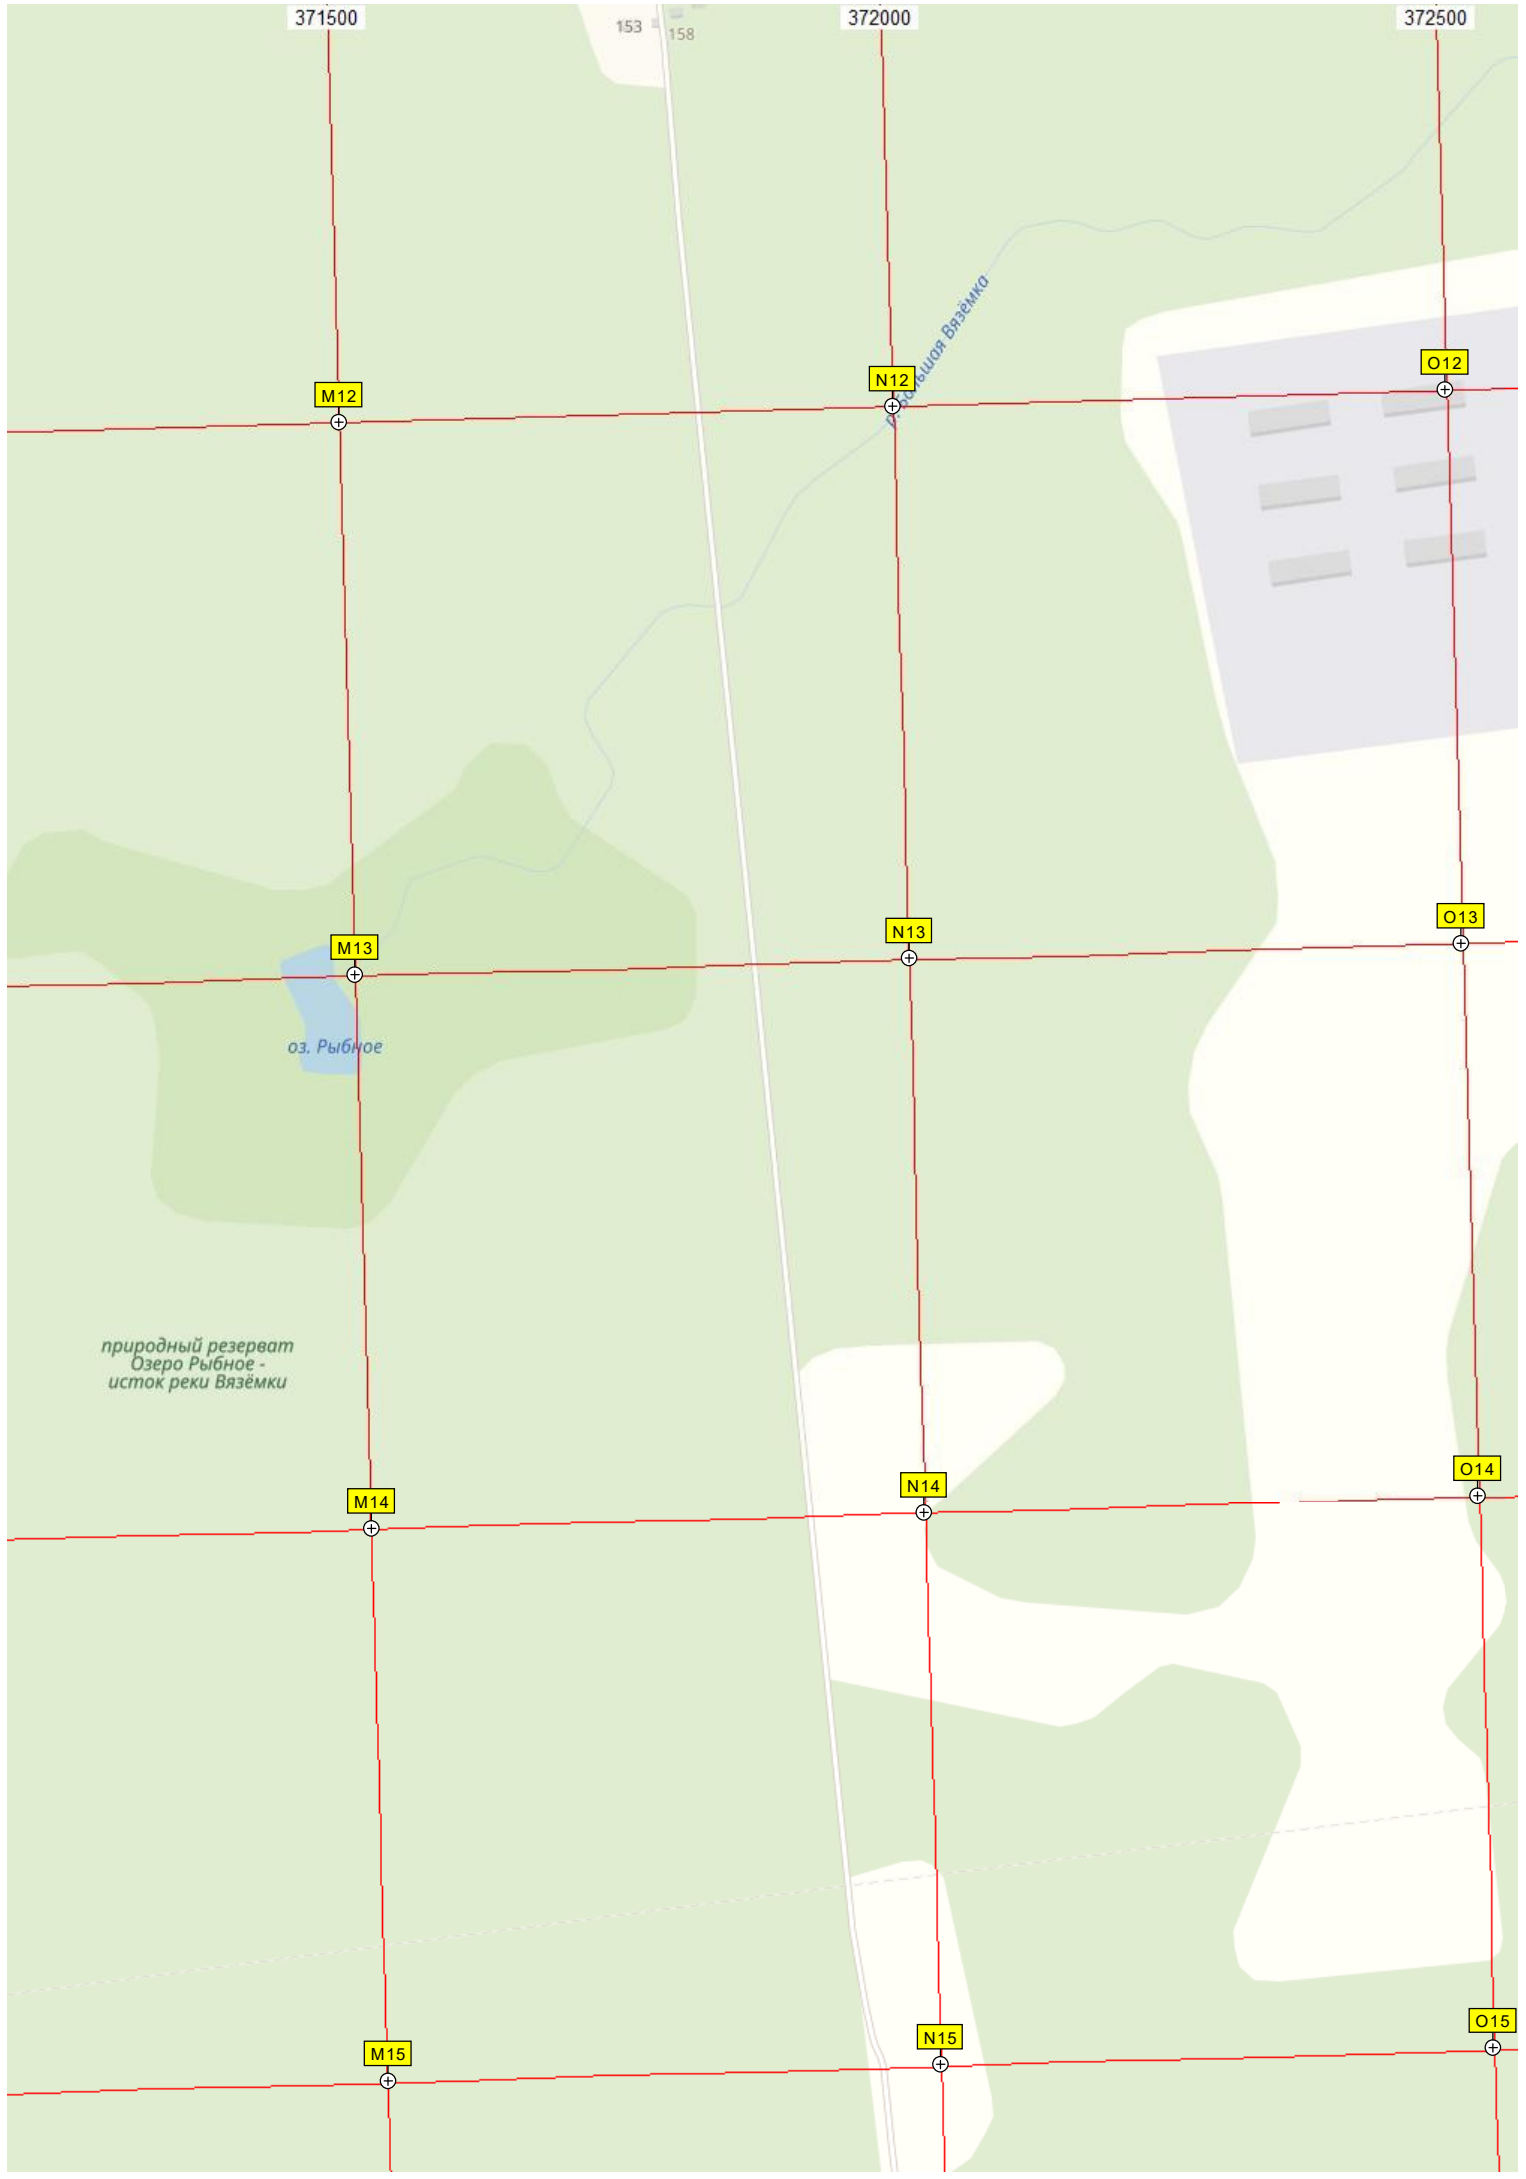 371500
372000
372500
153
158
р. Большая Вязёмка
M12
N12
O12
M13
N13
O13
оз. Рыбное
природный резерват
Озеро Рыбное -
исток реки Вязёмки
M14
N14
O14
M15
N15
O15